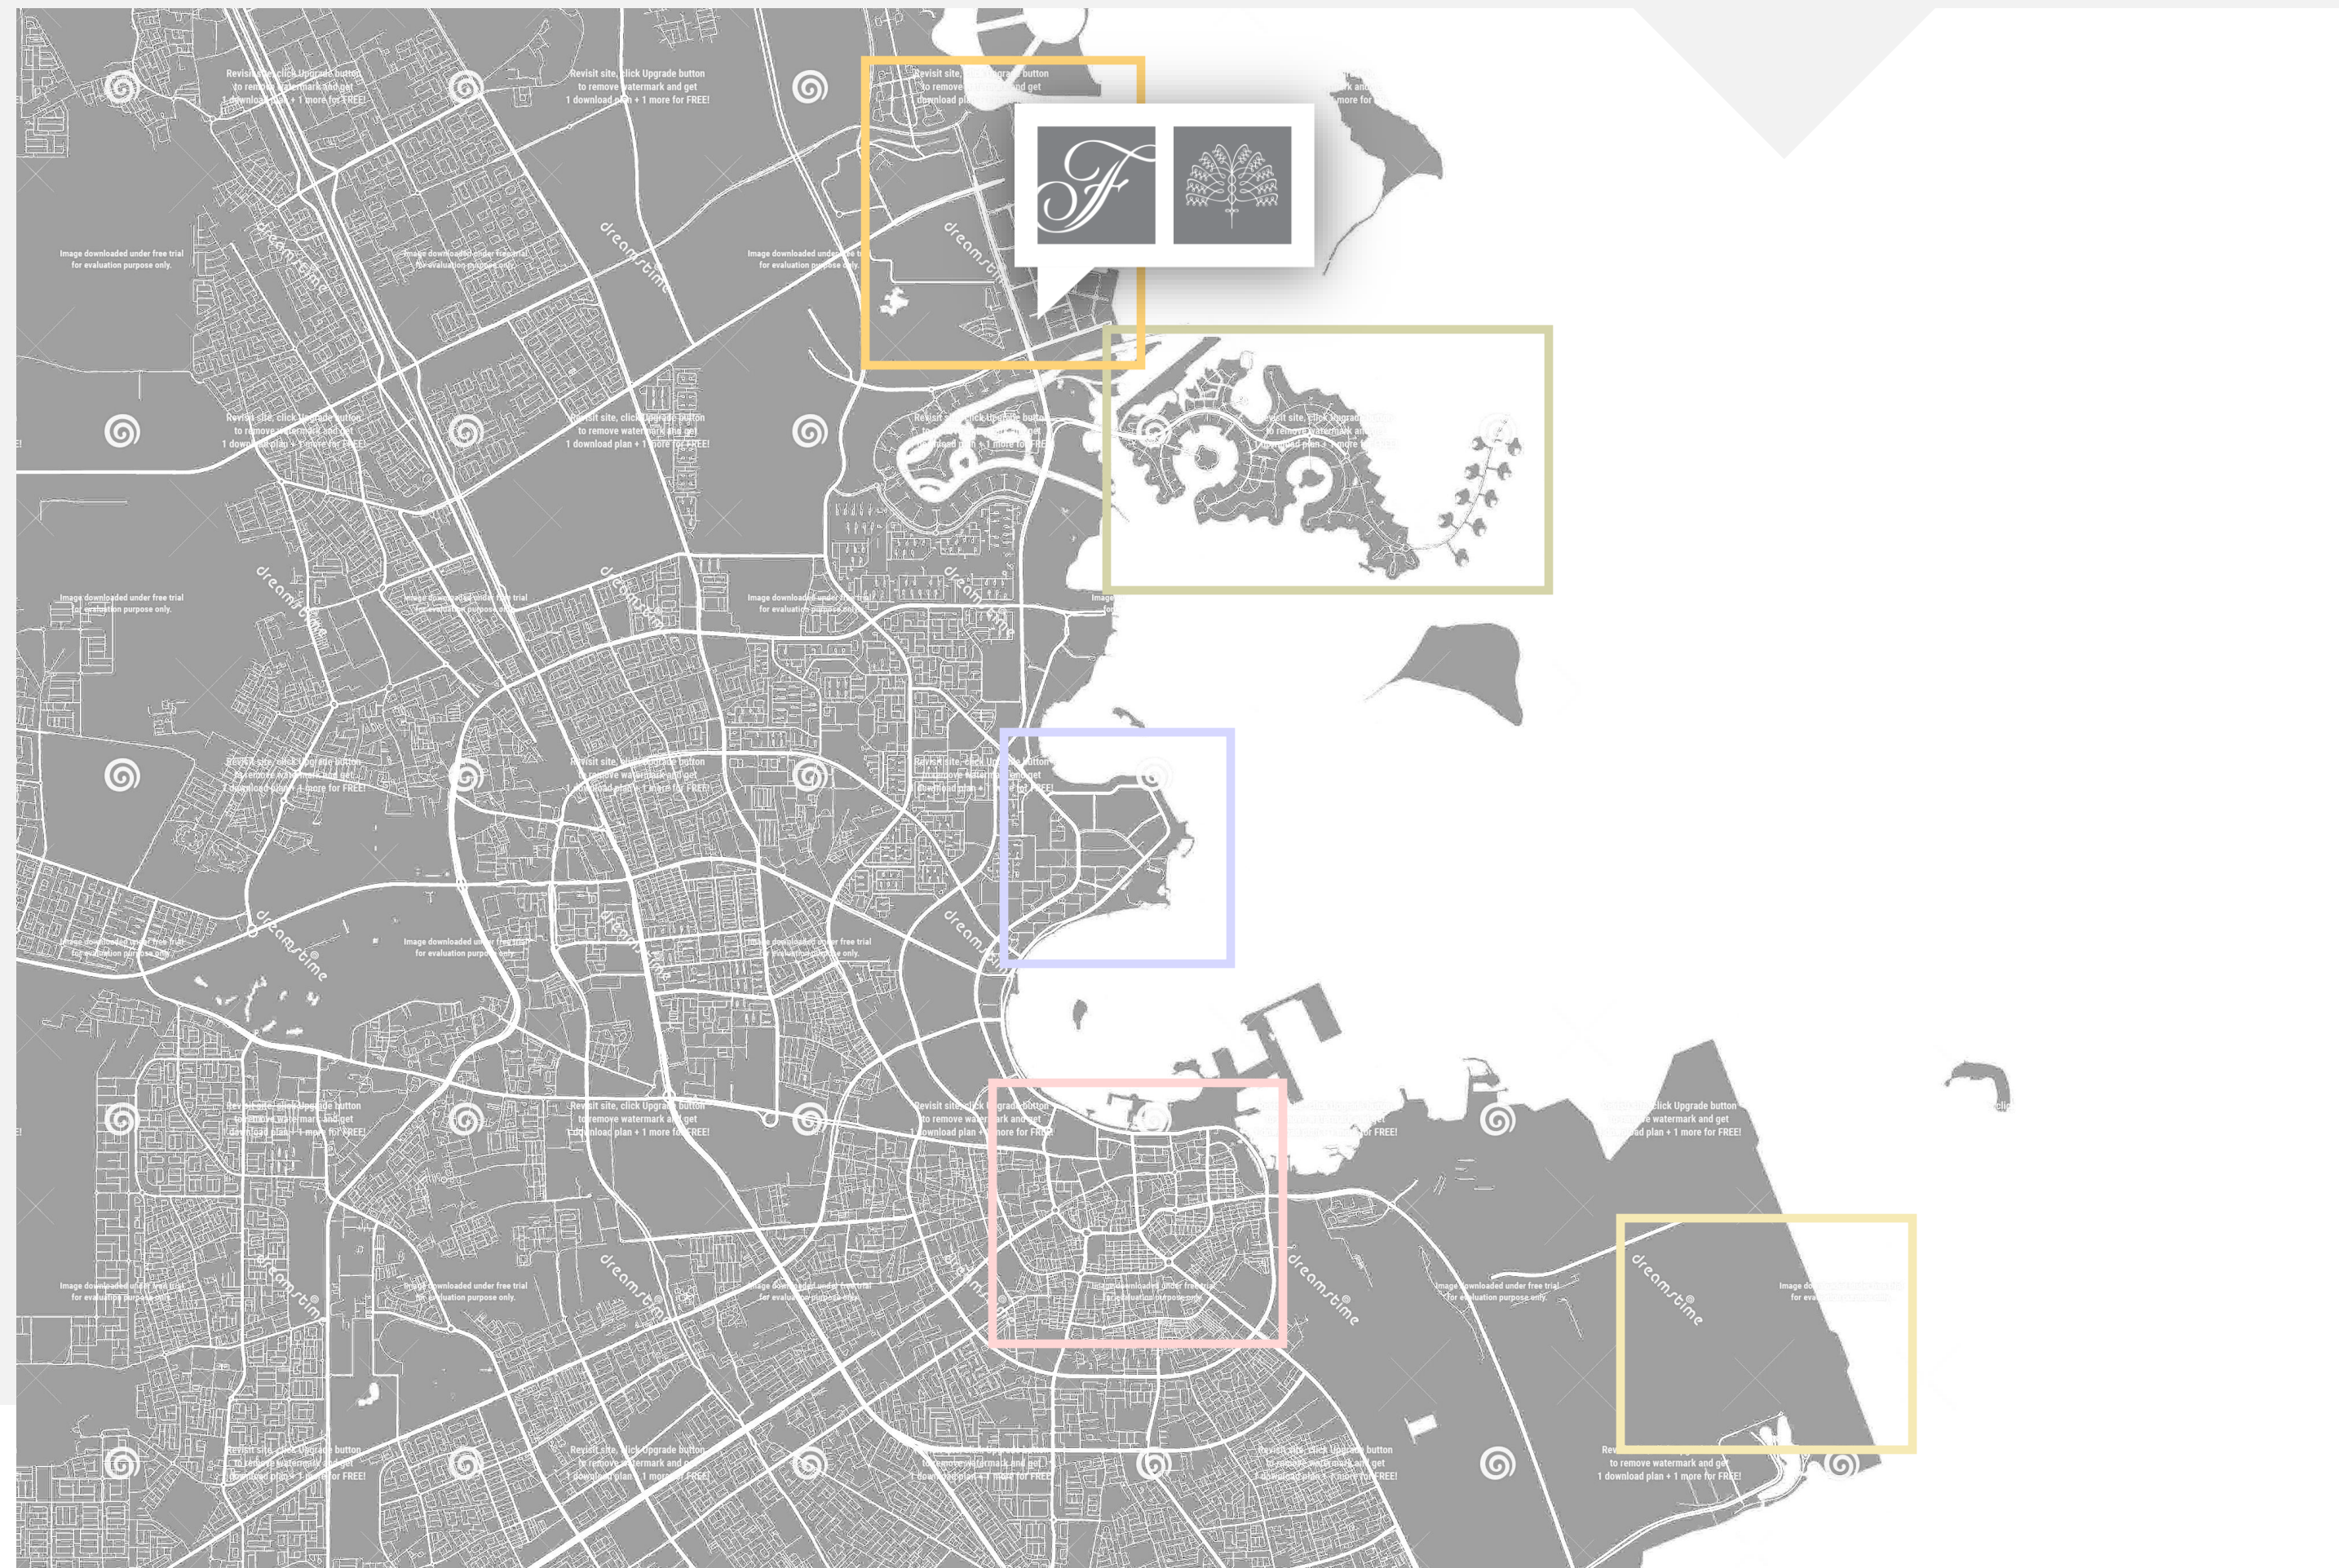 Revisit site, click Upgrade button
to remove watermark and get
1 download plan + 1 more for FREE!
Image downloaded under free trial
for evaluation purpose only.
dreamstime
F